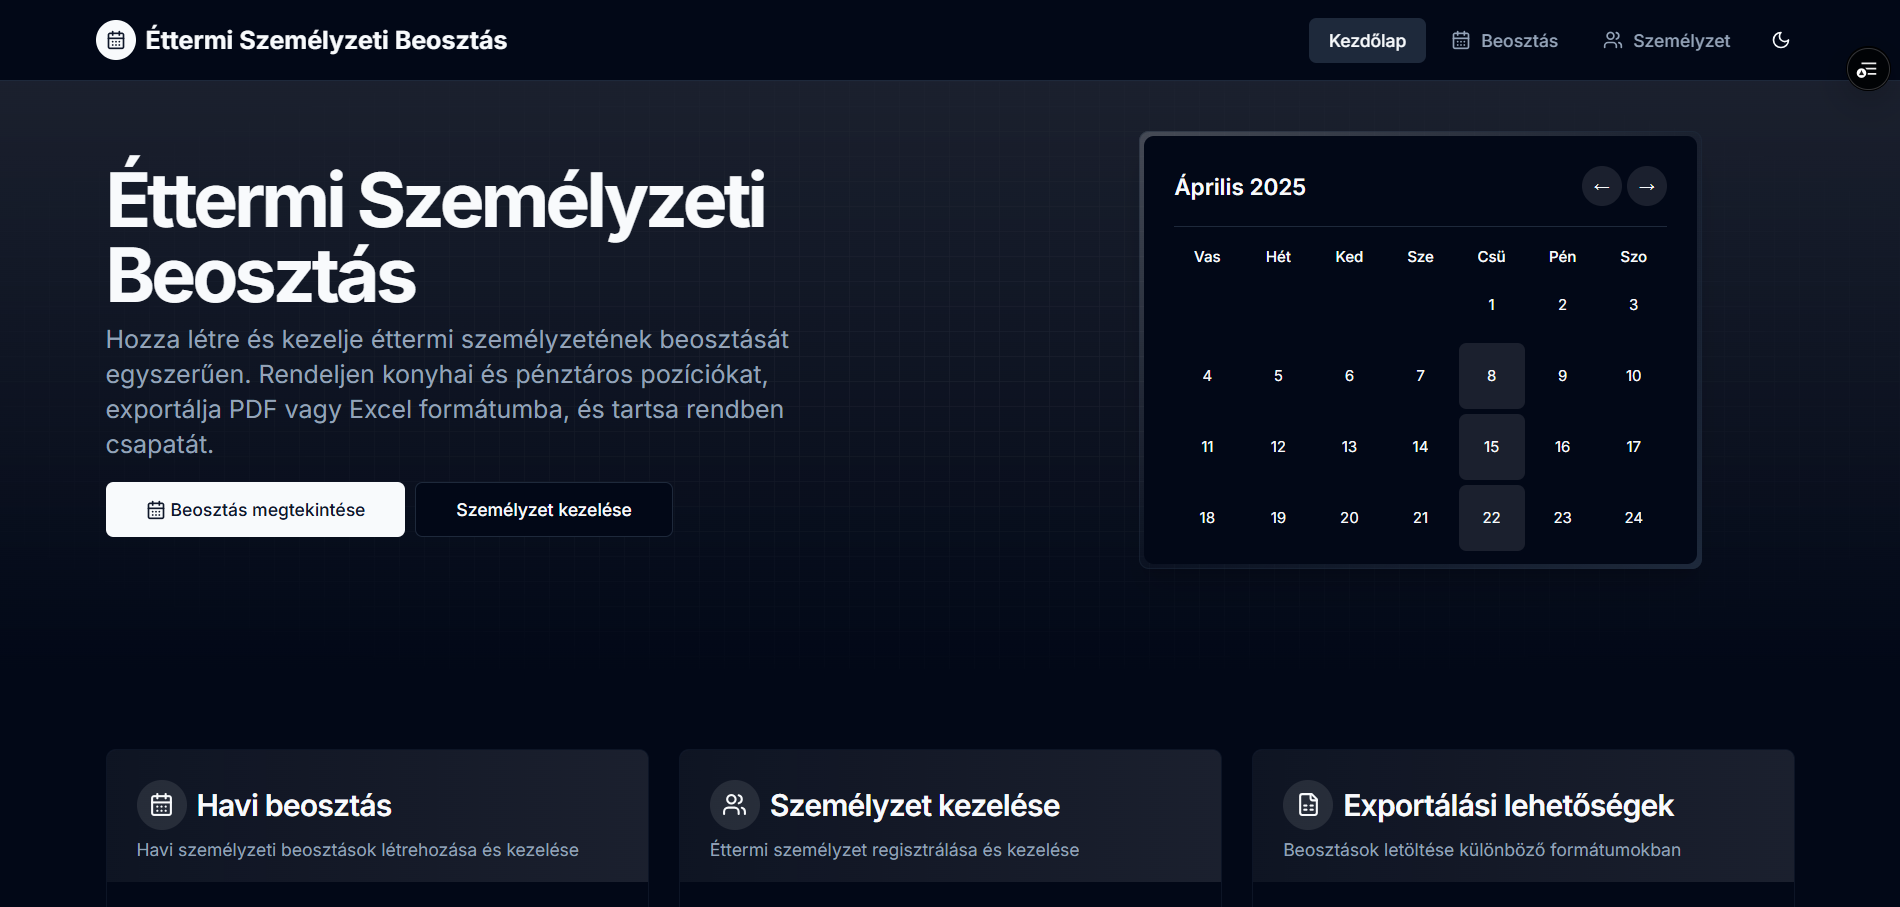 Éttermi Személyzeti Beosztás
Kezdőlap
Beosztás
Személyzet
Éttermi Személyzeti
Beosztás
Hozza létre és kezelje éttermi személyzetének beosztását
egyszerűen. Rendeljen konyhai és pénztáros pozíciókat,
exportálja PDF vagy Excel formátumba, és tartsa rendben
csapatát.
Beosztás megtekintése
Személyzet kezelése
Április 2025
← →
Vas Hét Ked Sze Csü Pén Szo
1 2 3
4 5 6 7 8 9 10
11 12 13 14 15 16 17
18 19 20 21 22 23 24
Havi beosztás
Havi személyzeti beosztások létrehozása és kezelése
Személyzet kezelése
Éttermi személyzet regisztrálása és kezelése
Exportálási lehetőségek
Beosztások letöltése különböző formátumokban